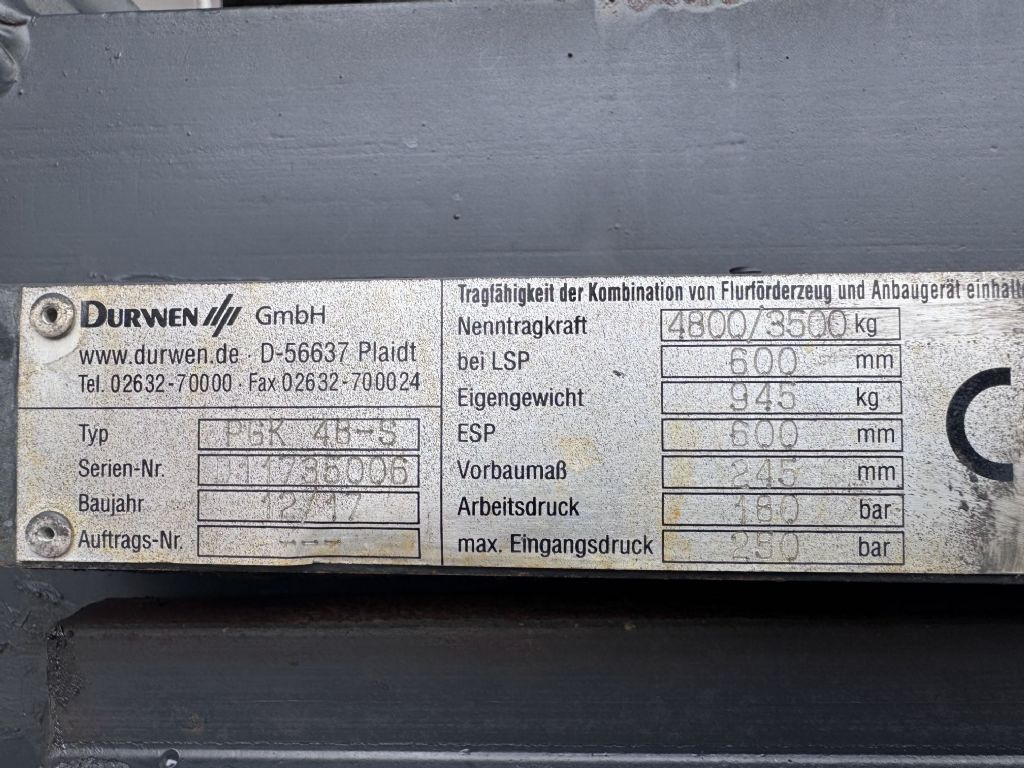 DURWEN GmbH
www.durwen.de · D-56637 Plaidt
Tel. 02632-70000 · Fax 02632-700024
Typ PGK 48-S
Serien-Nr. 111736006
Baujahr 12/17
Auftrags-Nr. ---
Tragfähigkeit der Kombination von Flurförderzeug und Anbaugerät
Nenntragkraft 4800/3500 kg
bei LSP 600 mm
Eigengewicht 945 kg
ESP 600 mm
Vorbaumaß 245 mm
Arbeitsdruck 180 bar
max. Eingangsdruck 250 bar